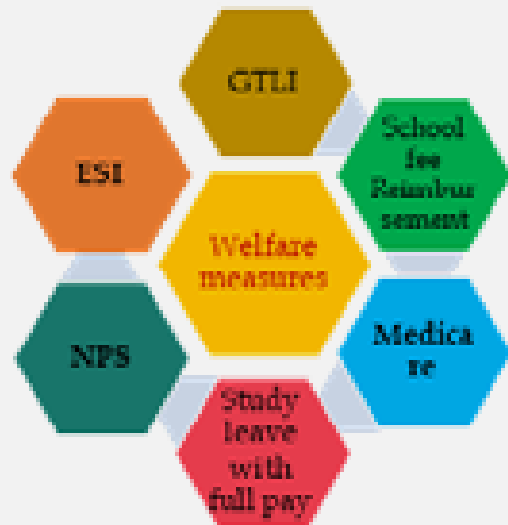 GTLI
School
fee
Reimbur
sement
ESI
Welfare
measures
NPS
Medica
re
Study
leave
with
full pay